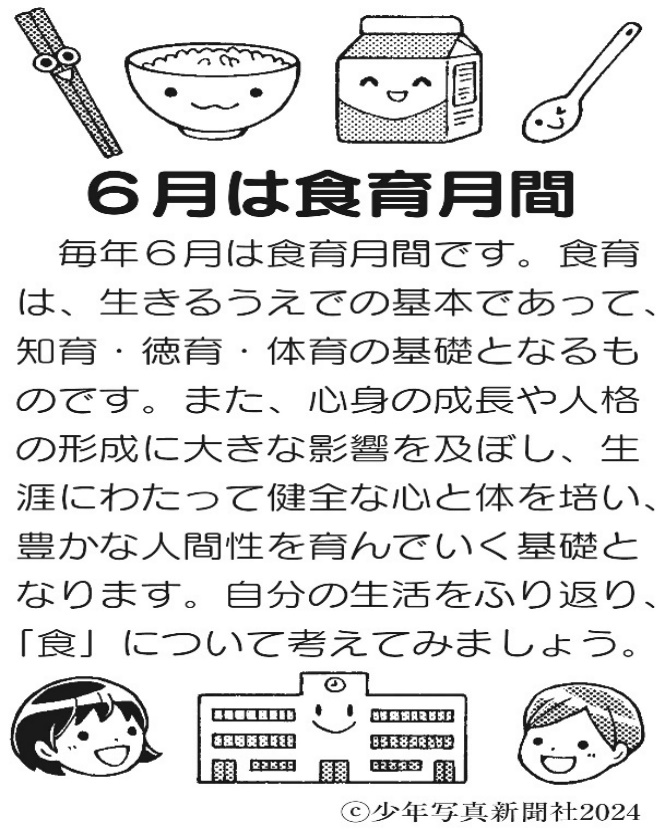 6月は食育月間
毎年6月は食育月間です。食育
は、生きるうえでの基本であって、
知育・徳育・体育の基礎となるも
のです。また、心身の成長や人格
の形成に大きな影響を及ぼし、生
涯にわたって健全な心と体を培い、
豊かな人間性を育んでいく基礎と
なります。自分の生活をふり返り、
「食」について考えてみましょう。
©少年写真新聞社2024